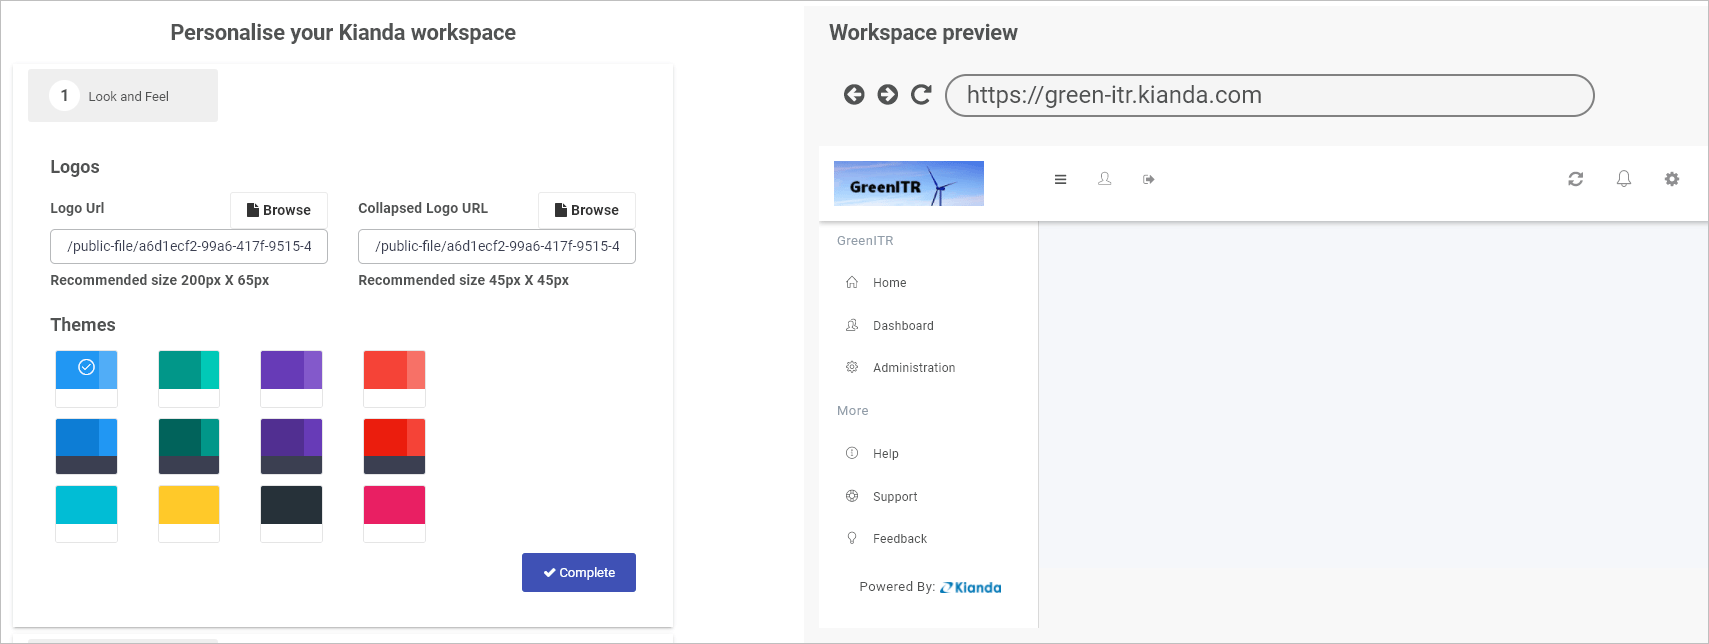 Personalise your Kianda workspace
1 Look and Feel
Logos
Logo Url
Browse
/public-file/a6d1ecf2-99a6-417f-9515-4
Recommended size 200px X 65px
Collapsed Logo URL
Browse
/public-file/a6d1ecf2-99a6-417f-9515-4
Recommended size 45px X 45px
Themes
Complete
Workspace preview
https://green-itr.kianda.com
GreenITR
GreenITR
Home
Dashboard
Administration
More
Help
Support
Feedback
Powered By: Kianda